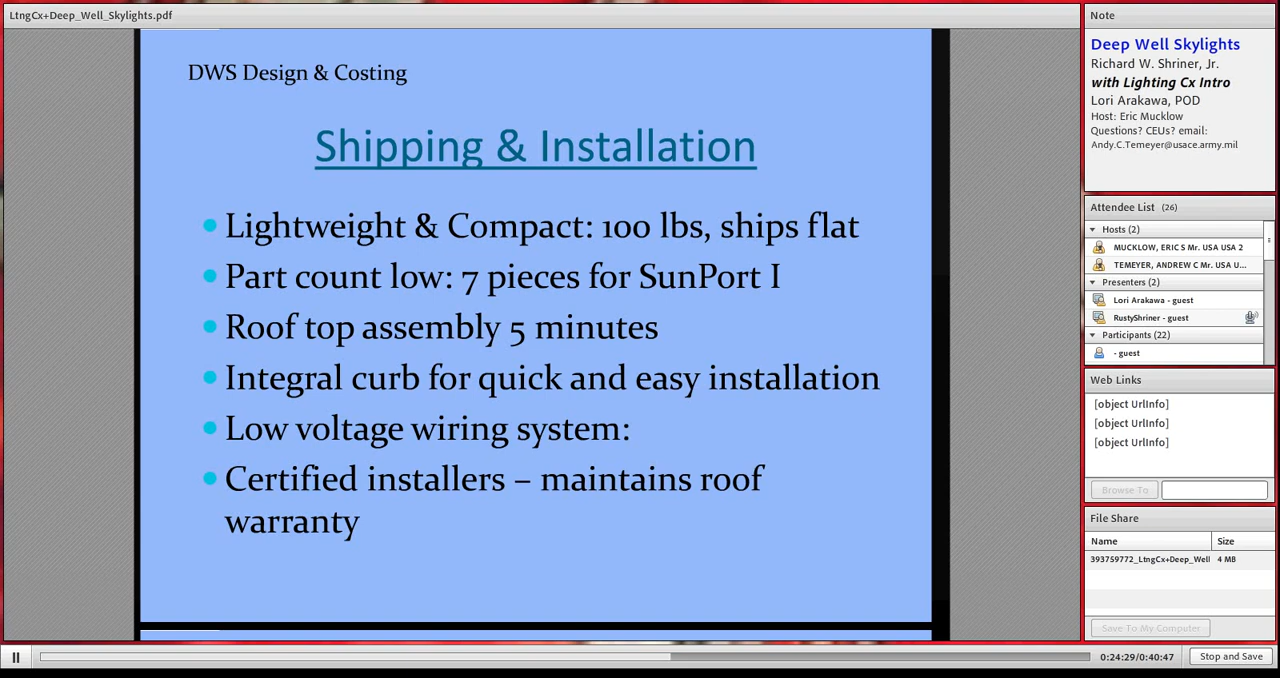 LtngCx+Deep_Well_Skylights.pdf
DWS Design & Costing
Shipping & Installation
Lightweight & Compact: 100 lbs, ships flat
Part count low: 7 pieces for SunPort I
Roof top assembly 5 minutes
Integral curb for quick and easy installation
Low voltage wiring system:
Certified installers – maintains roof
warranty
Note
Deep Well Skylights
Richard W. Shriner, Jr.
with Lighting Cx Intro
Lori Arakawa, POD
Host: Eric Mucklow
Questions? CEUs? email:
Andy.C.Temeyer@usace.army.mil
Attendee List (26)
Hosts (2)
MUCKLOW, ERIC S Mr. USA USA 2
TEMEYER, ANDREW C Mr. USA U...
Presenters (2)
Lori Arakawa - guest
RustyShriner - guest
Participants (22)
- guest
Web Links
[object UrlInfo]
[object UrlInfo]
[object UrlInfo]
Browse To
File Share
Name Size
393759772_LtngCx+Deep_Well 4 MB
Save To My Computer
0:24:29/0:40:47 Stop and Save